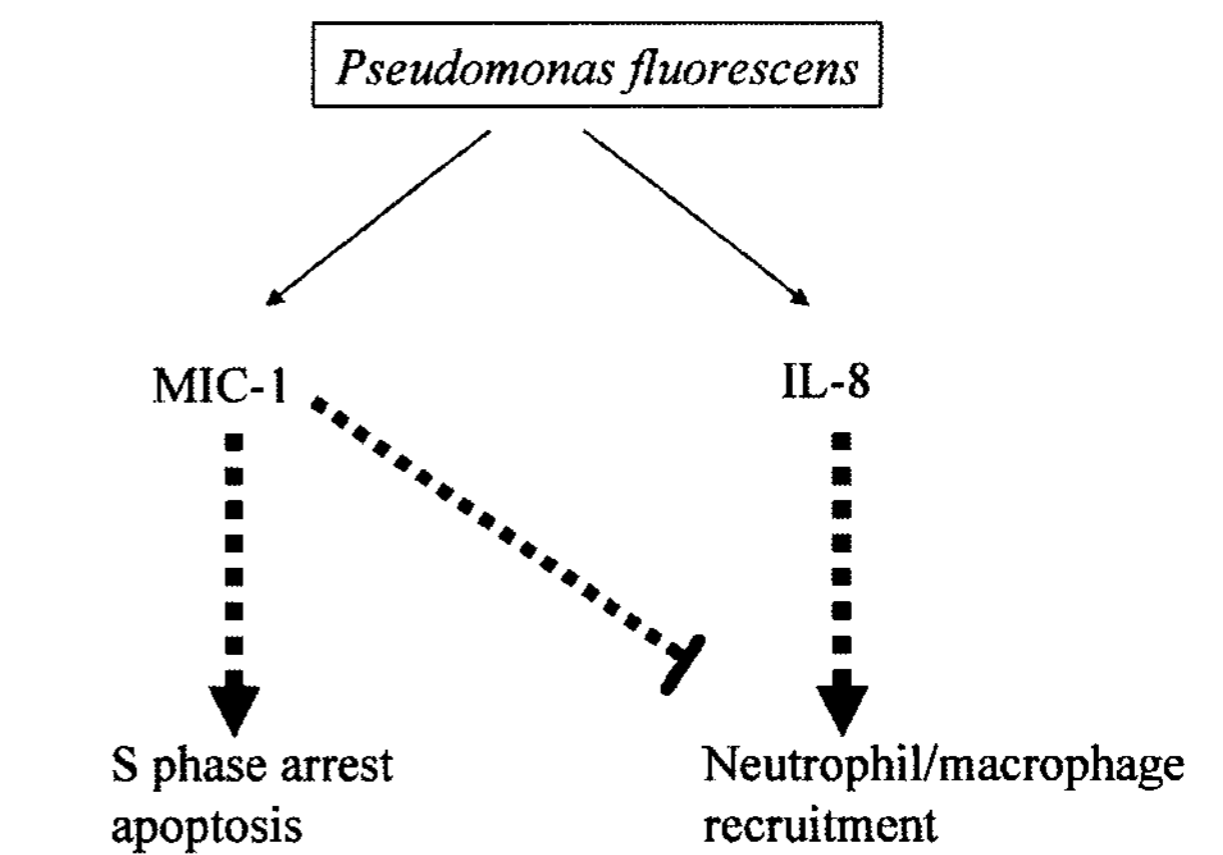 Pseudomonas fluorescens
MIC-1
IL-8
S phase arrest
apoptosis
Neutrophil/macrophage
recruitment